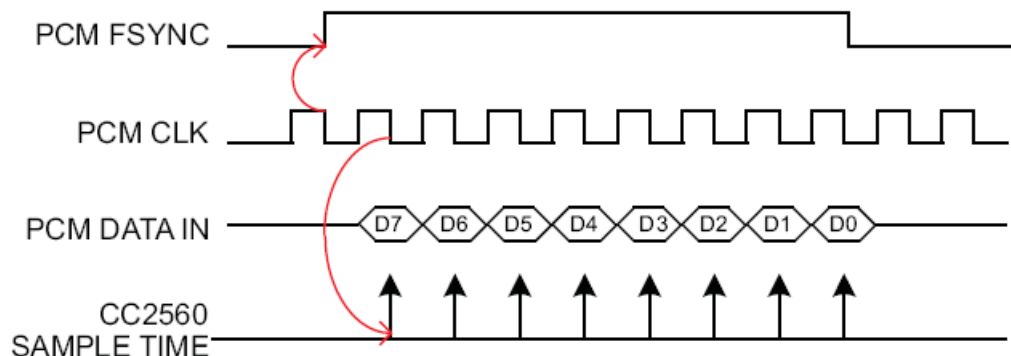 PCM FSYNC
PCM CLK
PCM DATA IN
D7 D6 D5 D4 D3 D2 D1 D0
CC2560
SAMPLE TIME